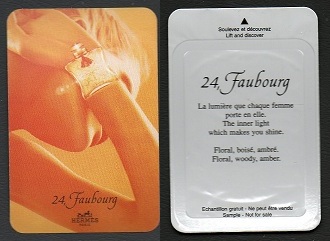 24, Faubourg
HERMÈS
PARIS
Soulevez et découvrez
Lift and discover
24, Faubourg
La lumière que chaque femme
porte en elle.
The inner light
which makes you shine.
Floral, boisé, ambré.
Floral, woody, amber.
Echantillon gratuit - Ne peut être vendu
Sample - Not for sale